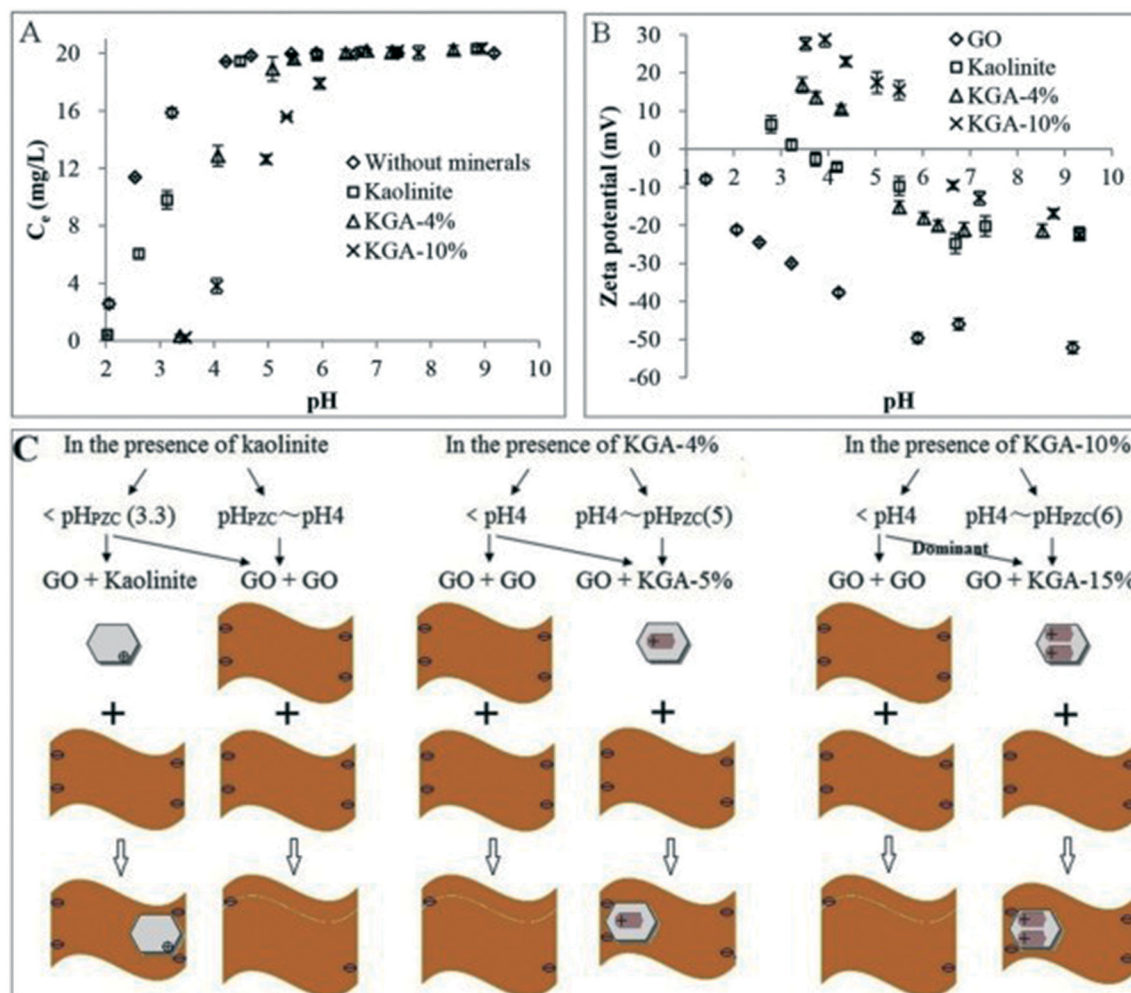 A
20
16
12
8
4
0
2 3 4 5 6 7 8 9 10
Ce (mg/L)
pH
Without minerals
Kaolinite
KGA-4%
KGA-10%
B
30
20
10
0
-10
-20
-30
-40
-50
-60
1 2 3 4 5 6 7 8 9 10
Zeta potential (mV)
pH
GO
Kaolinite
KGA-4%
KGA-10%
C
In the presence of kaolinite
< pHPZC (3.3) pHPZC~pH4
GO + Kaolinite GO + GO
+ +
In the presence of KGA-4%
< pH4 pH4~pHPZC(5)
GO + GO GO + KGA-5%
+ +
In the presence of KGA-10%
< pH4 pH4~pHPZC(6)
Dominant
GO + GO GO + KGA-15%
+ +